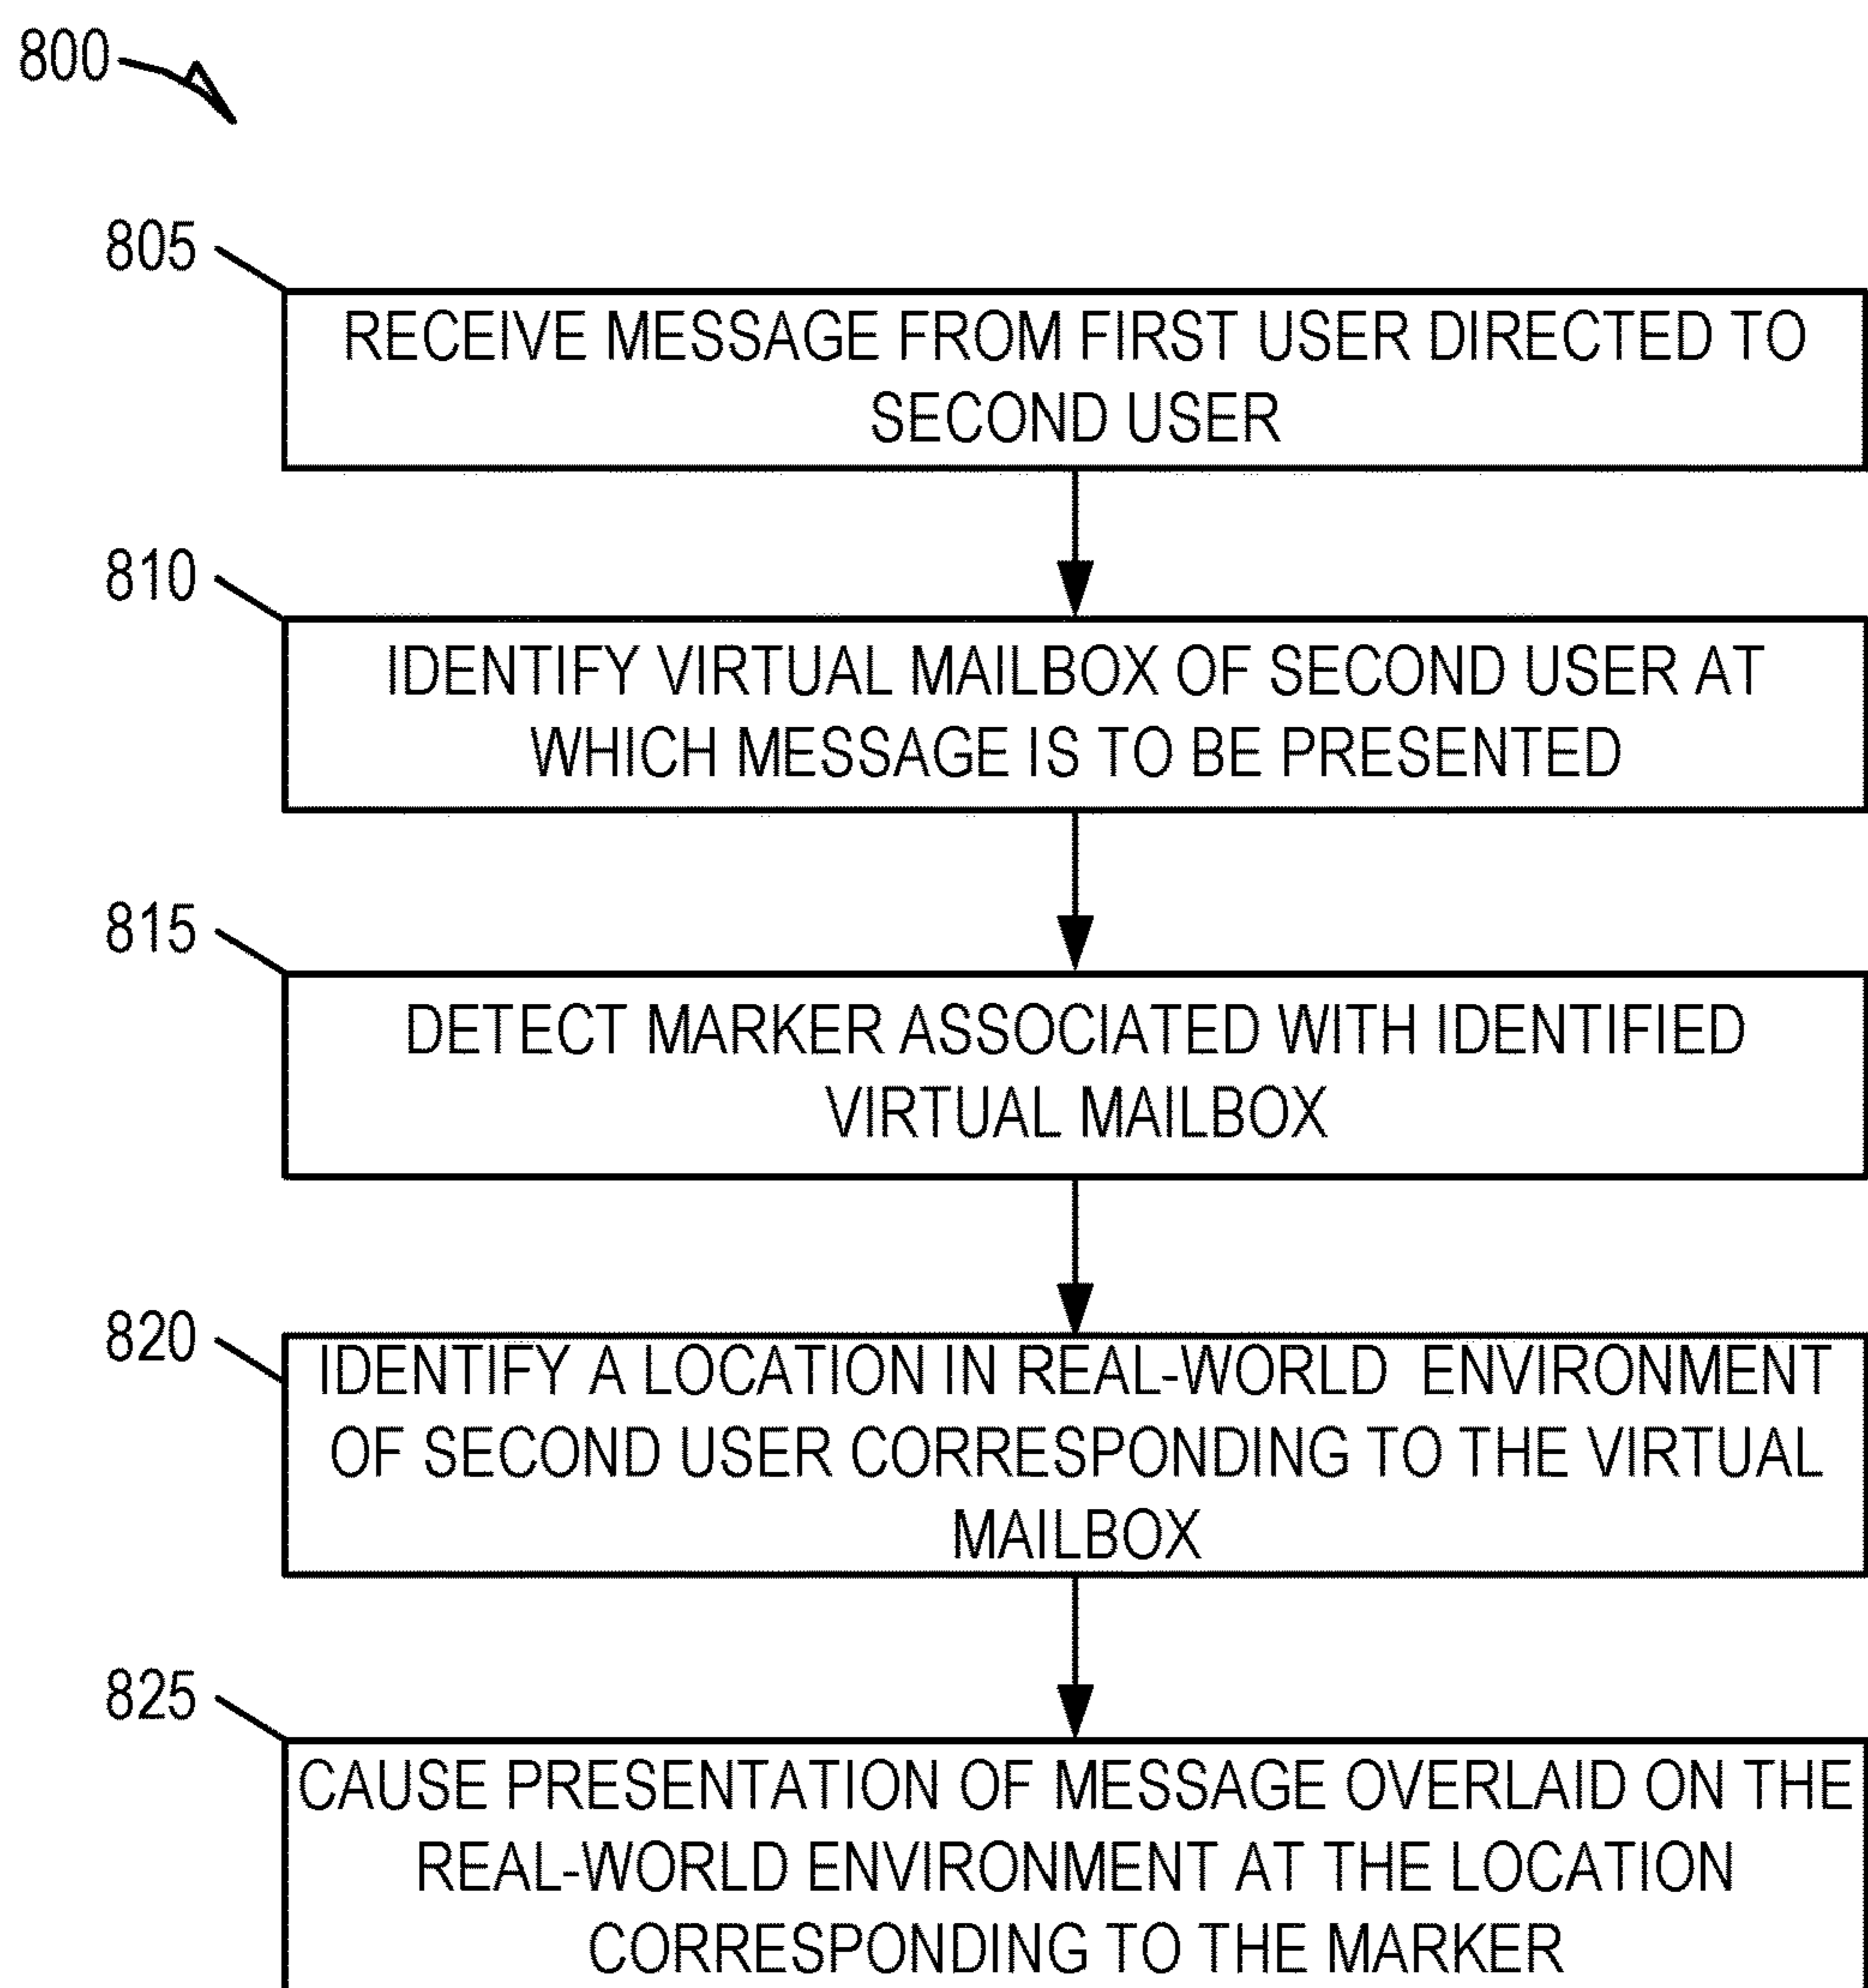 800
805
RECEIVE MESSAGE FROM FIRST USER DIRECTED TO
SECOND USER
810
IDENTIFY VIRTUAL MAILBOX OF SECOND USER AT
WHICH MESSAGE IS TO BE PRESENTED
815
DETECT MARKER ASSOCIATED WITH IDENTIFIED
VIRTUAL MAILBOX
820
IDENTIFY A LOCATION IN REAL-WORLD ENVIRONMENT
OF SECOND USER CORRESPONDING TO THE VIRTUAL
MAILBOX
825
CAUSE PRESENTATION OF MESSAGE OVERLAID ON THE
REAL-WORLD ENVIRONMENT AT THE LOCATION
CORRESPONDING TO THE MARKER